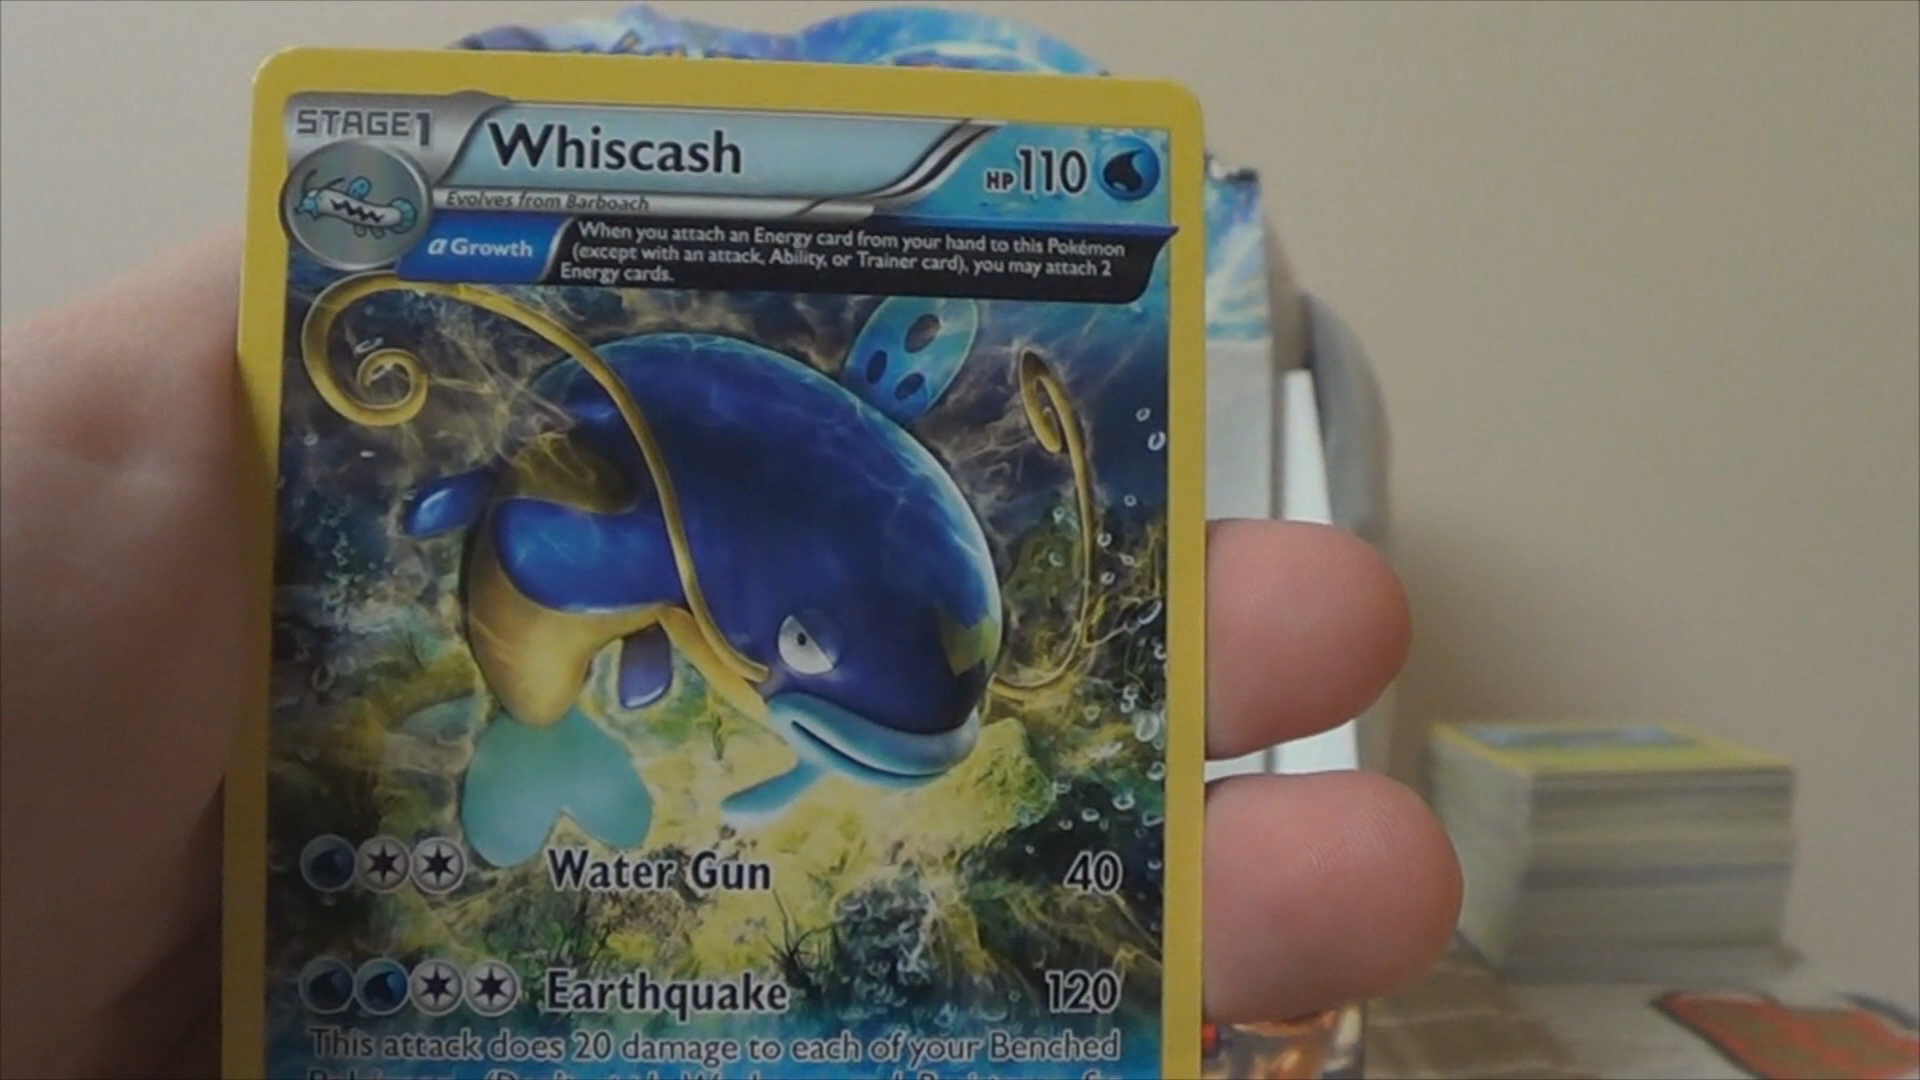 STAGE1
Whiscash
HP110
Evolves from Barboach
α Growth
When you attach an Energy card from your hand to this Pokémon
(except with an attack, Ability, or Trainer card), you may attach 2
Energy cards.
Water Gun 40
Earthquake 120
This attack does 20 damage to each of your Benched